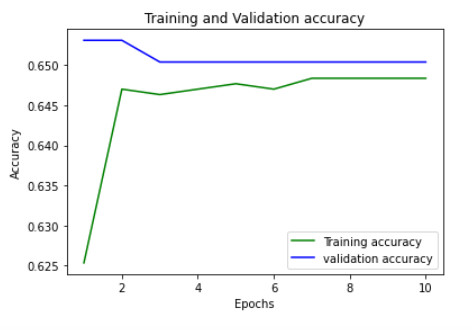 Training and Validation accuracy
0.650
0.645
0.640
0.635
0.630
0.625
Accuracy
2 4 6 8 10
Epochs
Training accuracy
validation accuracy